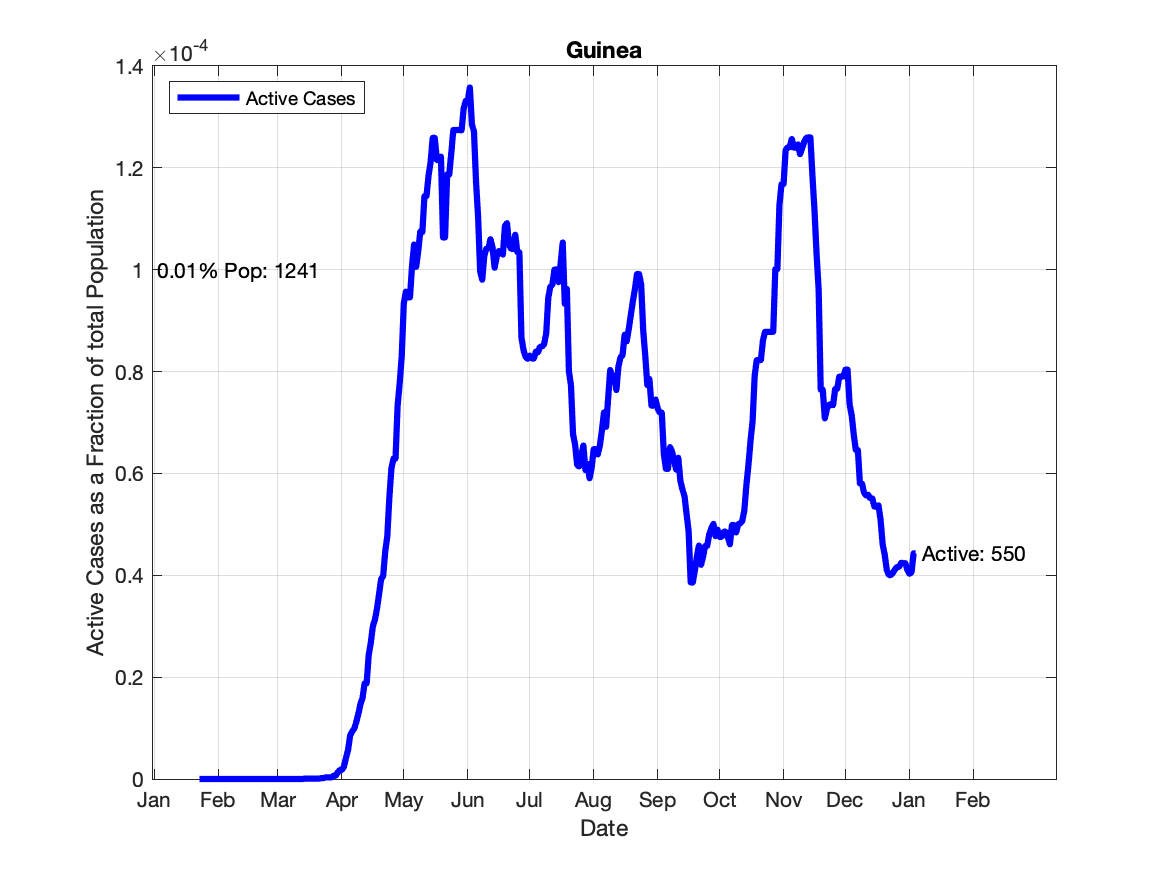 Guinea
×10-4
Active Cases
1.4
1.2
1
0.8
0.6
0.4
0.2
0
0.01% Pop: 1241
Active: 550
Active Cases as a Fraction of total Population
Jan Feb Mar Apr May Jun Jul Aug Sep Oct Nov Dec Jan Feb
Date